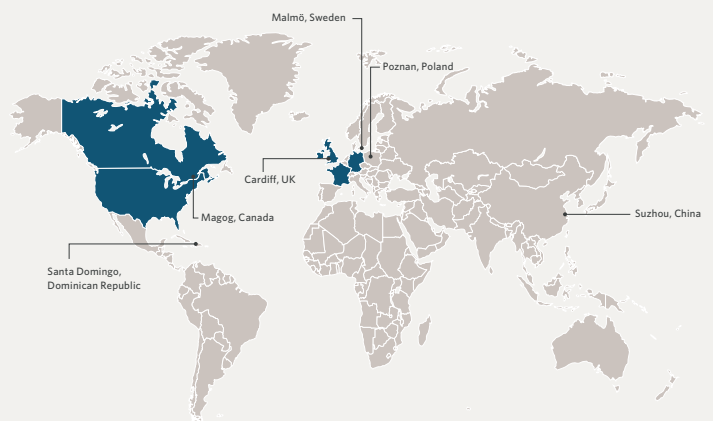 Malmö, Sweden
Poznan, Poland
Cardiff, UK
Magog, Canada
Suzhou, China
Santa Domingo,
Dominican Republic